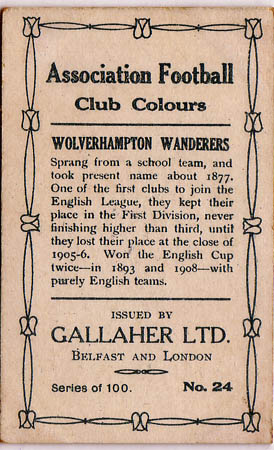 Association Football
Club Colours
WOLVERHAMPTON WANDERERS
Sprang from a school team, and
took present name about 1877.
One of the first clubs to join the
English League, they kept their
place in the First Division, never
finishing higher than third, until
they lost their place at the close of
1905-6. Won the English Cup
twice—in 1893 and 1908—with
purely English teams.
ISSUED BY
GALLAHER LTD.
BELFAST AND LONDON
Series of 100. No. 24